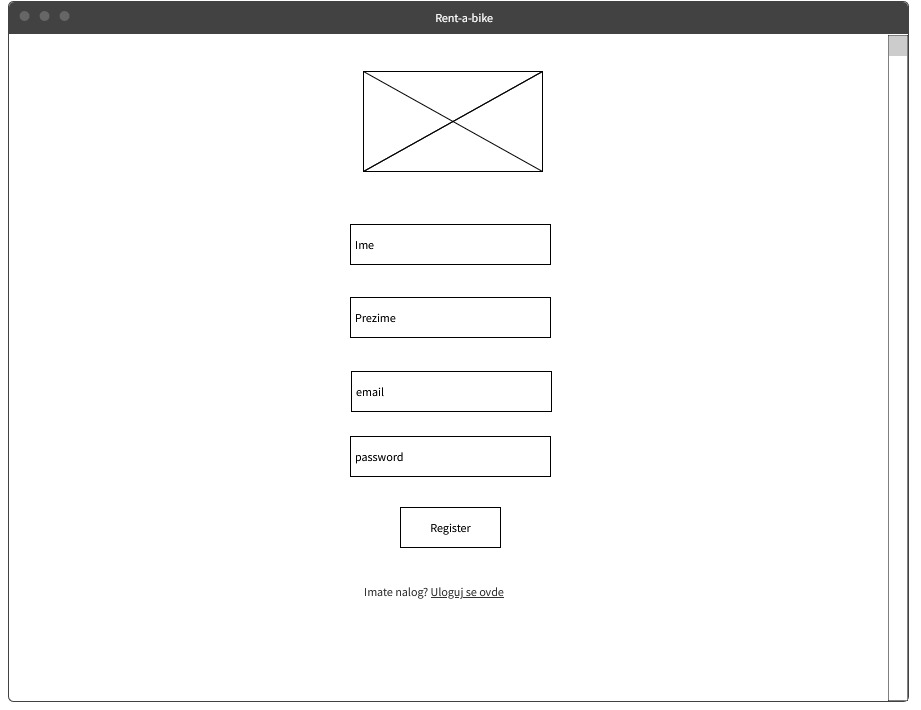 Rent-a-bike
Ime
Prezime
email
password
Register
Imate nalog? Uloguj se ovde